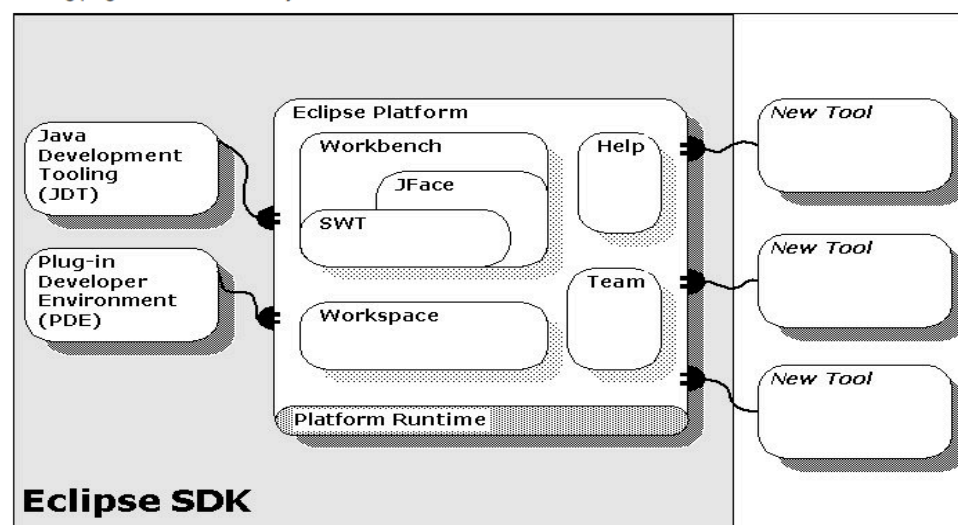 Eclipse Platform
Java
Development
Tooling
(JDT)
Workbench
JFace
SWT
Help
New Tool
Plug-in
Developer
Environment
(PDE)
Workspace
Team
New Tool
New Tool
Platform Runtime
Eclipse SDK